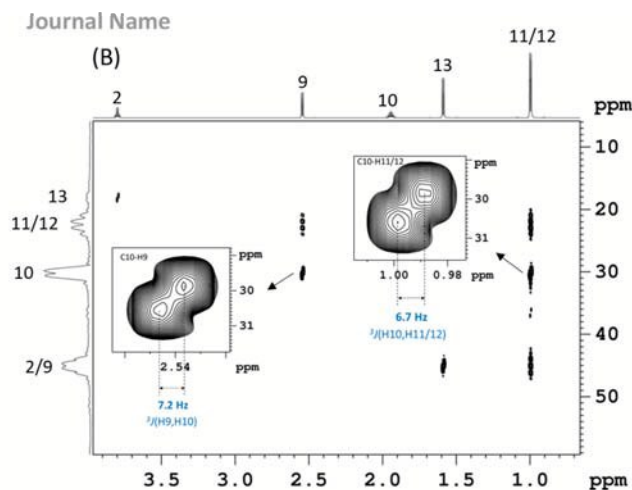 Journal Name
(B)
11/12
9
13
2
10
ppm
13
11/12
10
2/9
10
20
30
40
50
C10-H11/12
ppm
30
31
1.00
0.98
ppm
6.7 Hz
³J(H10,H11/12)
C10-H9
ppm
30
31
2.54
ppm
7.2 Hz
³J(H9,H10)
3.5
3.0
2.5
2.0
1.5
1.0
ppm